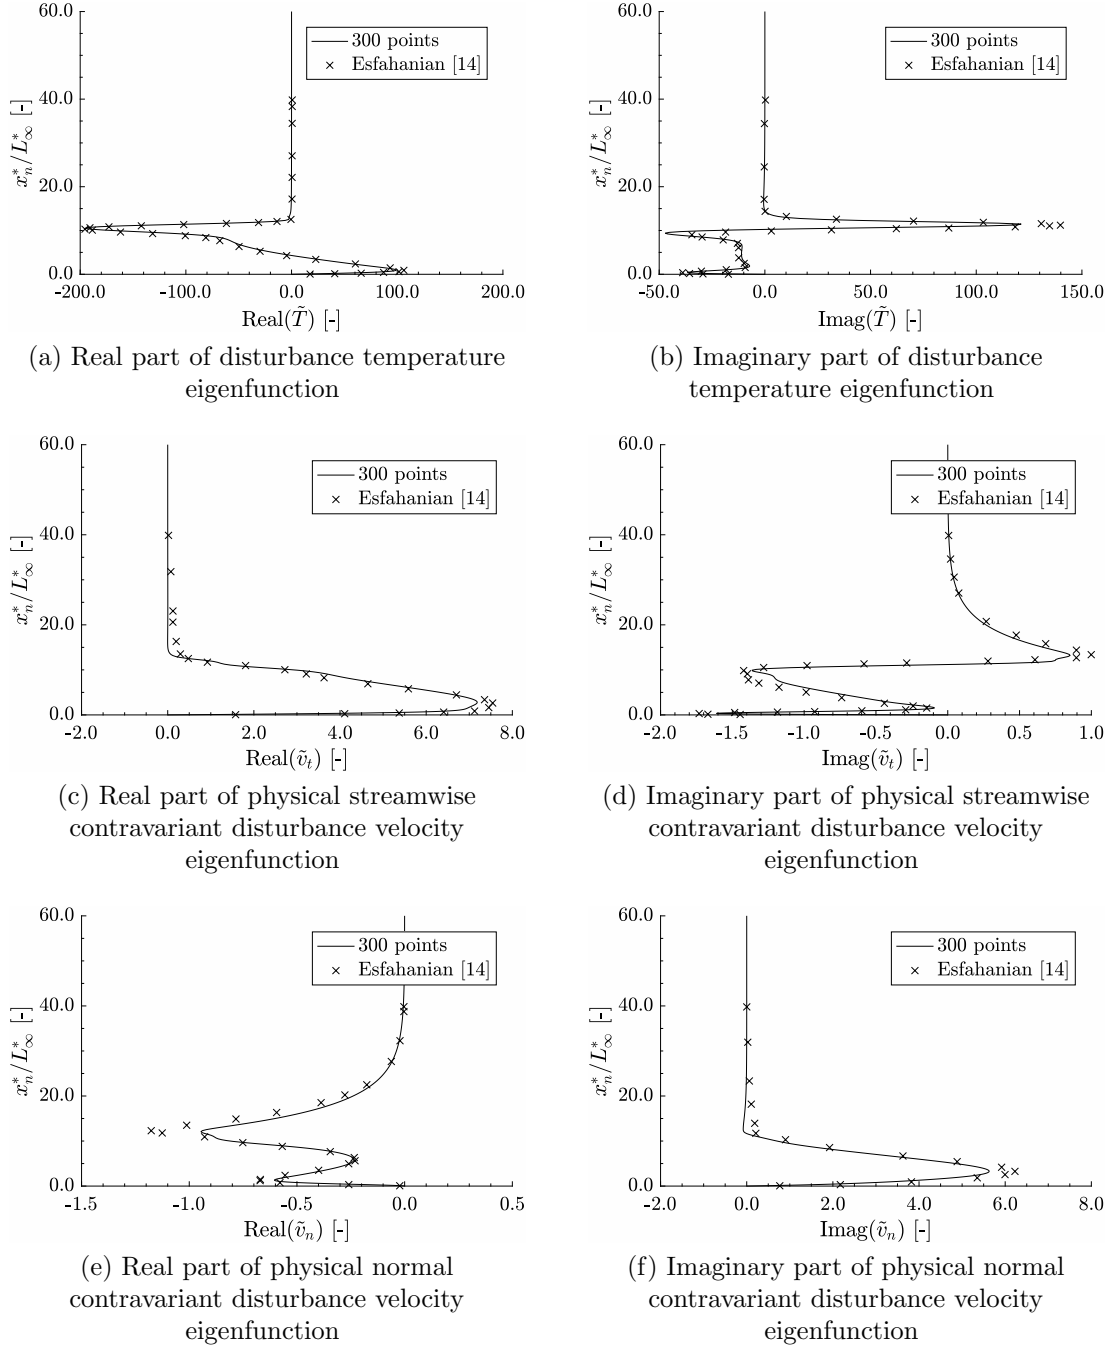 60.0
40.0
20.0
0.0
x*n/L*∞ [-]
300 points
Esfahanian [14]
-200.0 -100.0 0.0 100.0 200.0
Real(T̃) [-]
(a) Real part of disturbance temperature
eigenfunction
60.0
40.0
20.0
0.0
x*n/L*∞ [-]
300 points
Esfahanian [14]
-50.0 0.0 50.0 100.0 150.0
Imag(T̃) [-]
(b) Imaginary part of disturbance
temperature eigenfunction
60.0
40.0
20.0
0.0
x*n/L*∞ [-]
300 points
Esfahanian [14]
-2.0 0.0 2.0 4.0 6.0 8.0
Real(ṽt) [-]
(c) Real part of physical streamwise
contravariant disturbance velocity
eigenfunction
60.0
40.0
20.0
0.0
x*n/L*∞ [-]
300 points
Esfahanian [14]
-2.0 -1.5 -1.0 -0.5 0.0 0.5 1.0
Imag(ṽt) [-]
(d) Imaginary part of physical streamwise
contravariant disturbance velocity
eigenfunction
60.0
40.0
20.0
0.0
x*n/L*∞ [-]
300 points
Esfahanian [14]
-1.5 -1.0 -0.5 0.0 0.5
Real(ṽn) [-]
(e) Real part of physical normal
contravariant disturbance velocity
eigenfunction
60.0
40.0
20.0
0.0
x*n/L*∞ [-]
300 points
Esfahanian [14]
-2.0 0.0 2.0 4.0 6.0 8.0
Imag(ṽn) [-]
(f) Imaginary part of physical normal
contravariant disturbance velocity
eigenfunction